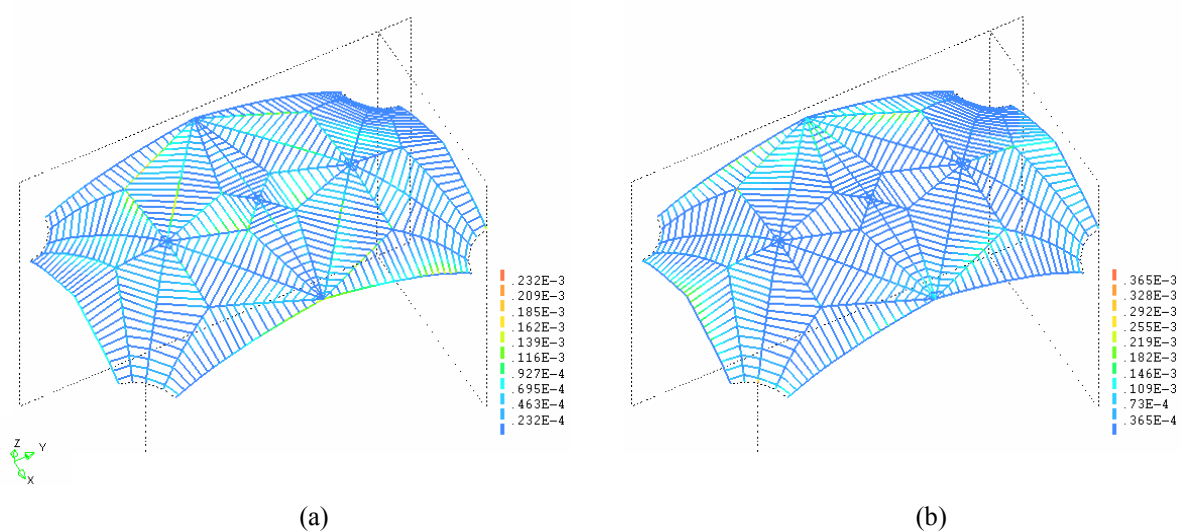 .232E-3
.209E-3
.185E-3
.162E-3
.139E-3
.116E-3
.927E-4
.695E-4
.463E-4
.232E-4
Z
Y
X
(a)
.365E-3
.328E-3
.292E-3
.255E-3
.219E-3
.182E-3
.146E-3
.109E-3
.73E-4
.365E-4
(b)